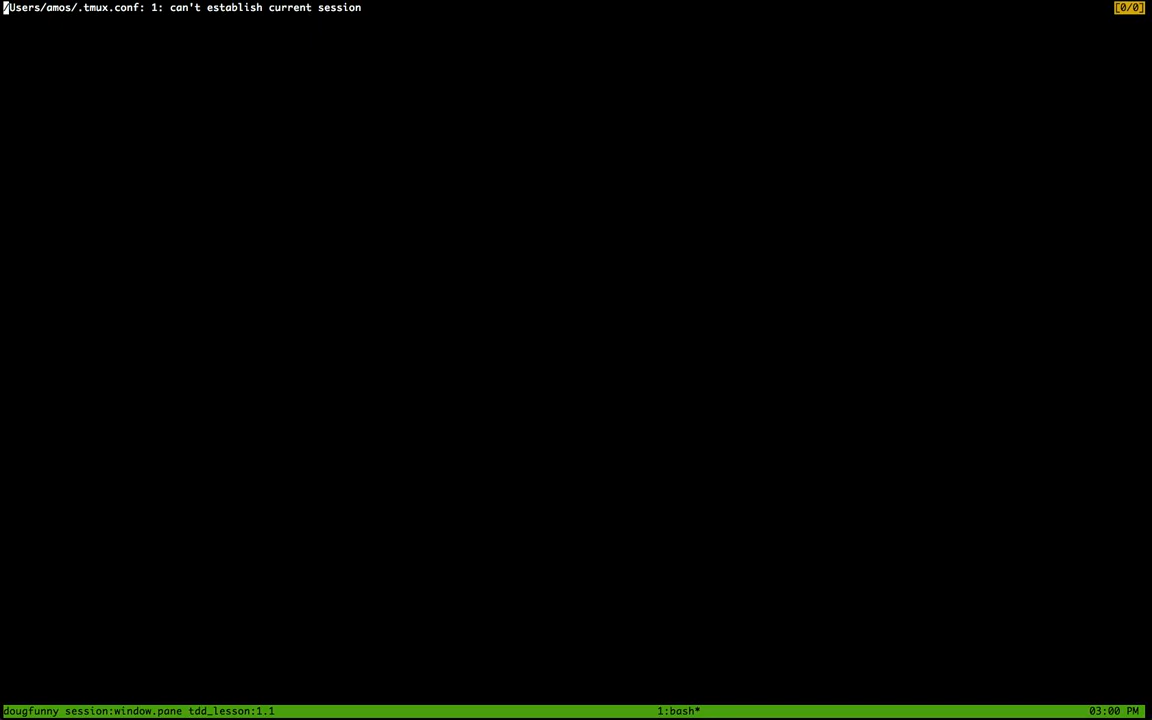 /Users/amos/.tmux.conf: 1: can't establish current session
[0/0]
dougfunny session:window.pane tdd_lesson:1.1
1:bash*
03:00 PM